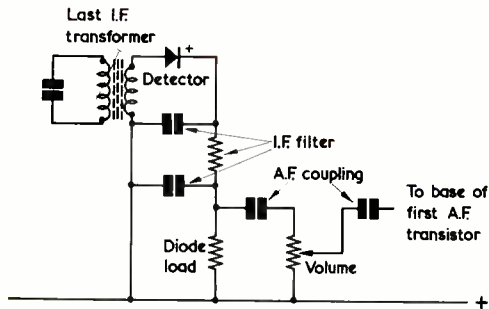 Last I.F.
transformer
+
Detector
I.F. filter
A.F. coupling
To base of
first A.F.
transistor
Diode
load
Volume
+